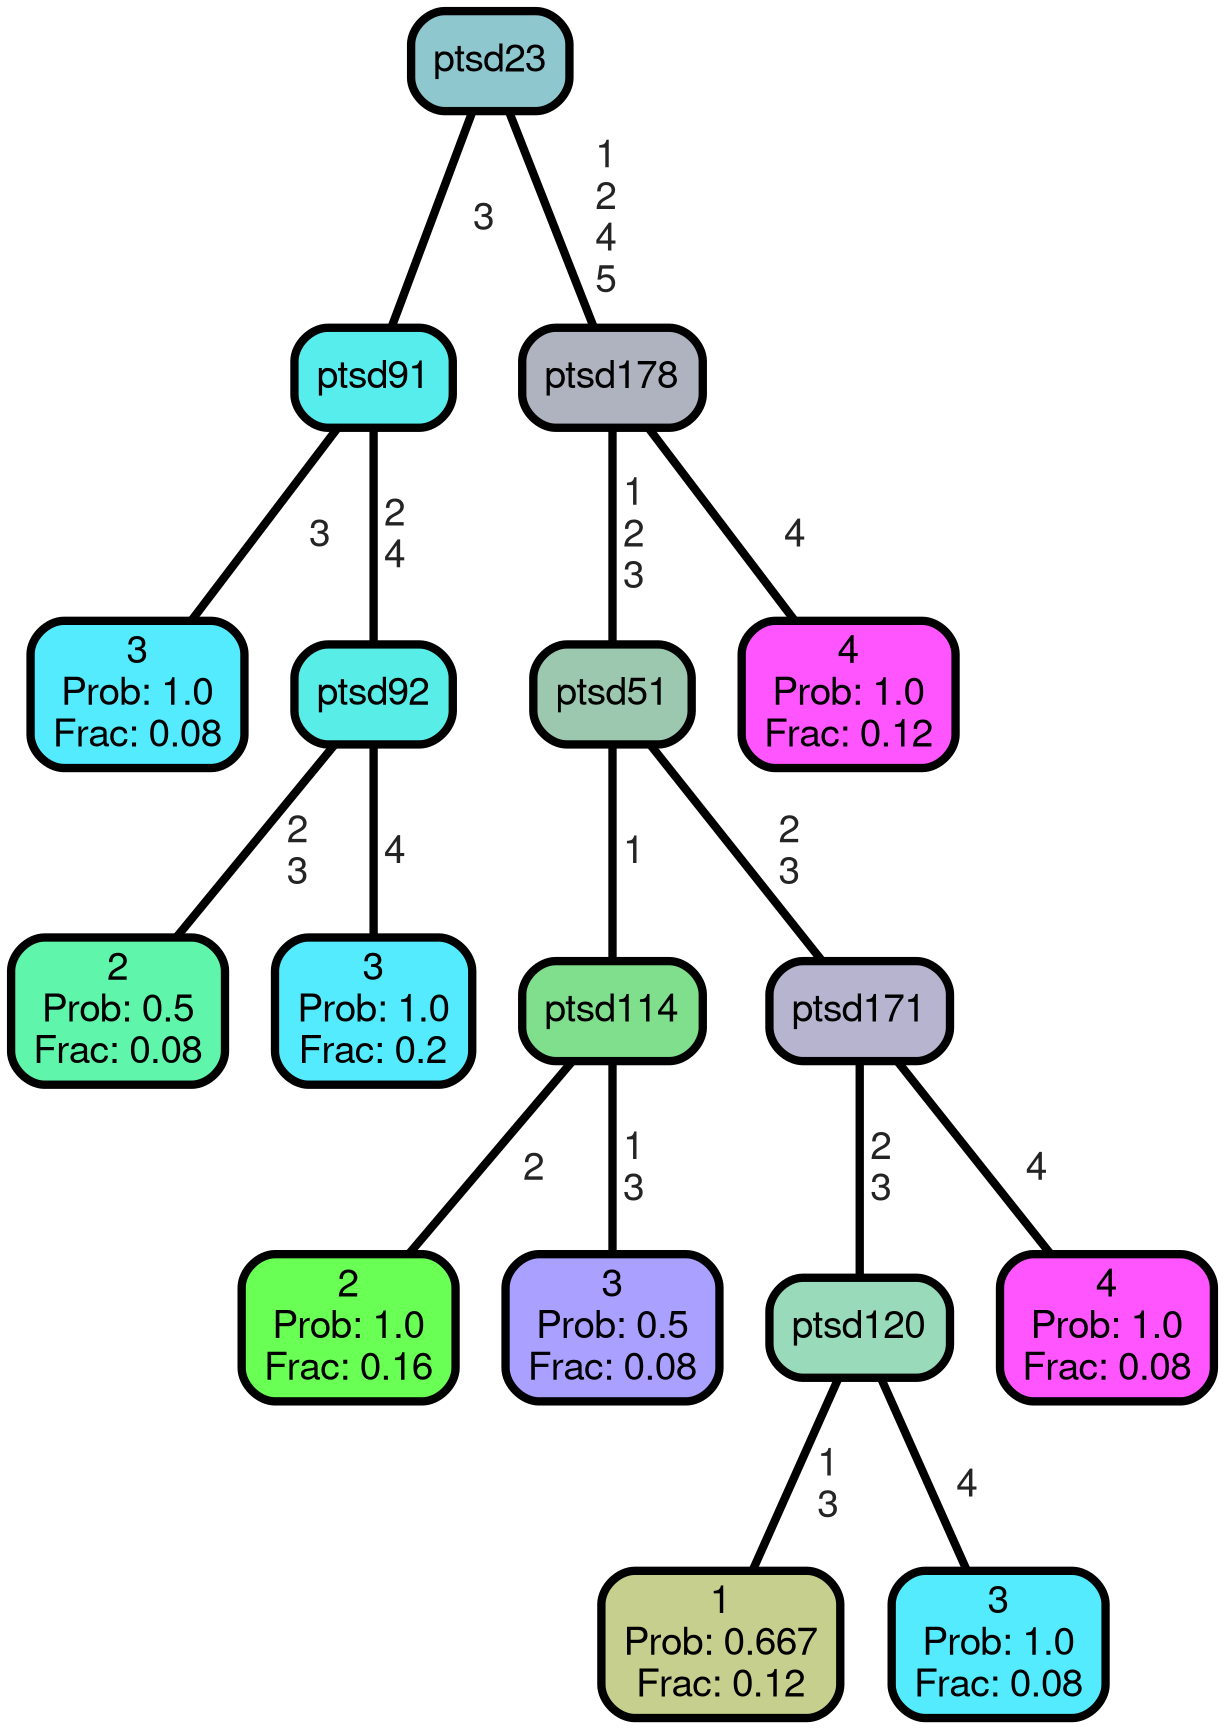 ptsd23
3
1
2
4
5
ptsd91
ptsd178
3
2
4
1
2
3
4
3
Prob: 1.0
Frac: 0.08
ptsd92
ptsd51
4
Prob: 1.0
Frac: 0.12
2
3
4
1
2
3
2
Prob: 0.5
Frac: 0.08
3
Prob: 1.0
Frac: 0.2
ptsd114
ptsd171
2
1
3
2
3
4
2
Prob: 1.0
Frac: 0.16
3
Prob: 0.5
Frac: 0.08
ptsd120
4
Prob: 1.0
Frac: 0.08
1
3
4
1
Prob: 0.667
Frac: 0.12
3
Prob: 1.0
Frac: 0.08